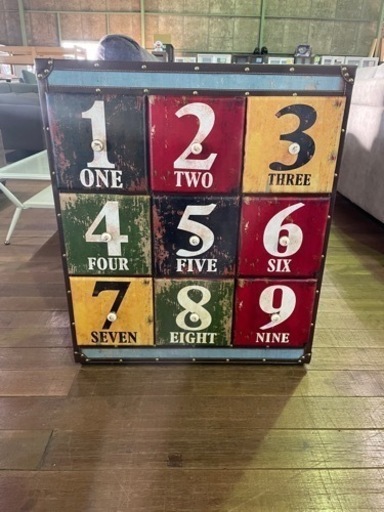 1 2 3
ONE TWO THREE
4 5 6
FOUR FIVE SIX
7 8 9
SEVEN EIGHT NINE